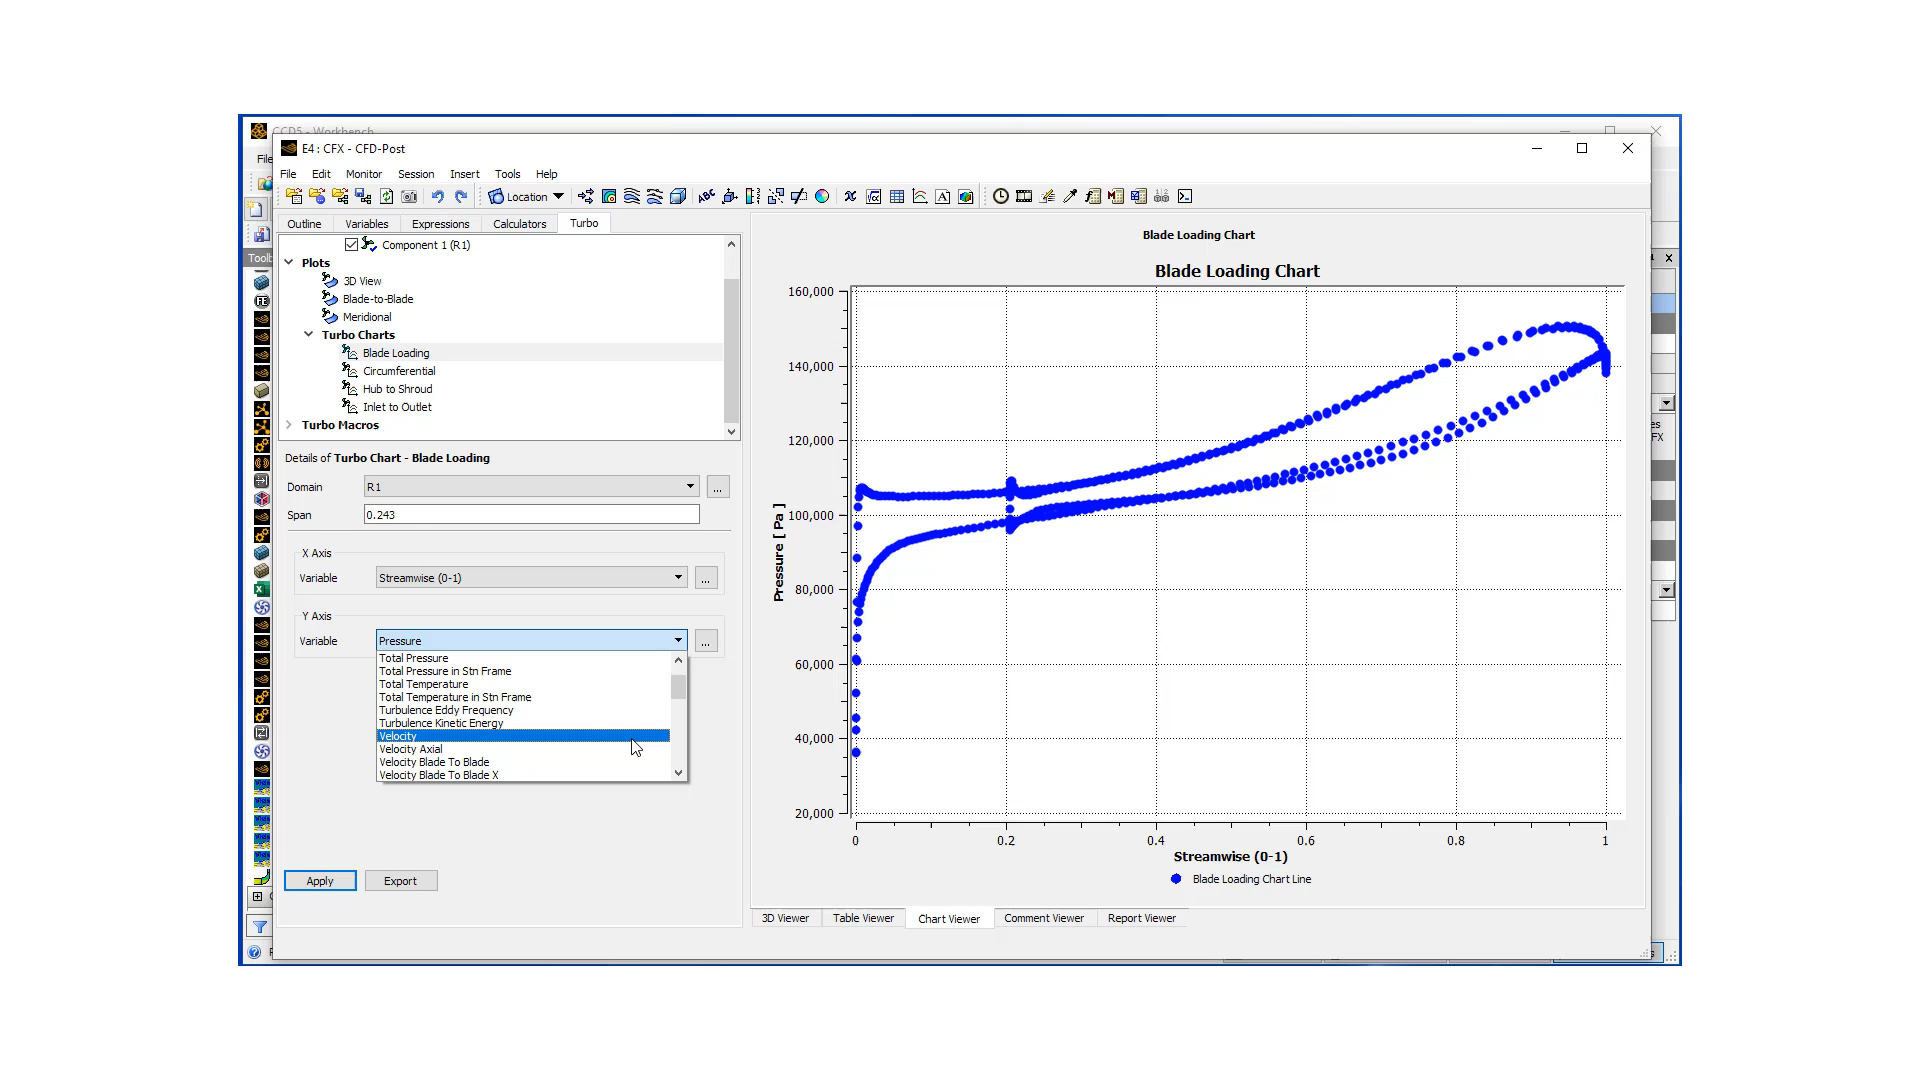 CCD5 - Workbench
File
E4 : CFX - CFD-Post
File Edit Monitor Session Insert Tools Help
Location
Outline Variables Expressions Calculators Turbo
Component 1 (R1)
Plots
3D View
Blade-to-Blade
Meridional
Turbo Charts
Blade Loading
Circumferential
Hub to Shroud
Inlet to Outlet
Turbo Macros
Details of Turbo Chart - Blade Loading
Domain R1 ...
Span 0.243
X Axis
Variable Streamwise (0-1) ...
Y Axis
Variable Pressure ...
Total Pressure
Total Pressure in Stn Frame
Total Temperature
Total Temperature in Stn Frame
Turbulence Eddy Frequency
Turbulence Kinetic Energy
Velocity
Velocity Axial
Velocity Blade To Blade
Velocity Blade To Blade X
Apply Export
Blade Loading Chart
Blade Loading Chart
160,000
140,000
120,000
100,000
80,000
60,000
40,000
20,000
Pressure [ Pa ]
0 0.2 0.4 0.6 0.8 1
Streamwise (0-1)
Blade Loading Chart Line
3D Viewer Table Viewer Chart Viewer Comment Viewer Report Viewer